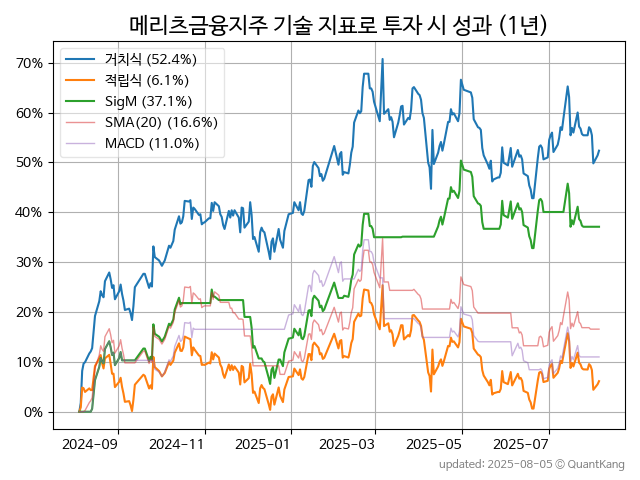 메리츠금융지주 기술 지표로 투자 시 성과 (1년)
거치식 (52.4%)
적립식 (6.1%)
SigM (37.1%)
SMA(20) (16.6%)
MACD (11.0%)
70%
60%
50%
40%
30%
20%
10%
0%
2024-09 2024-11 2025-01 2025-03 2025-05 2025-07
updated: 2025-08-05 ⓒ QuantKang